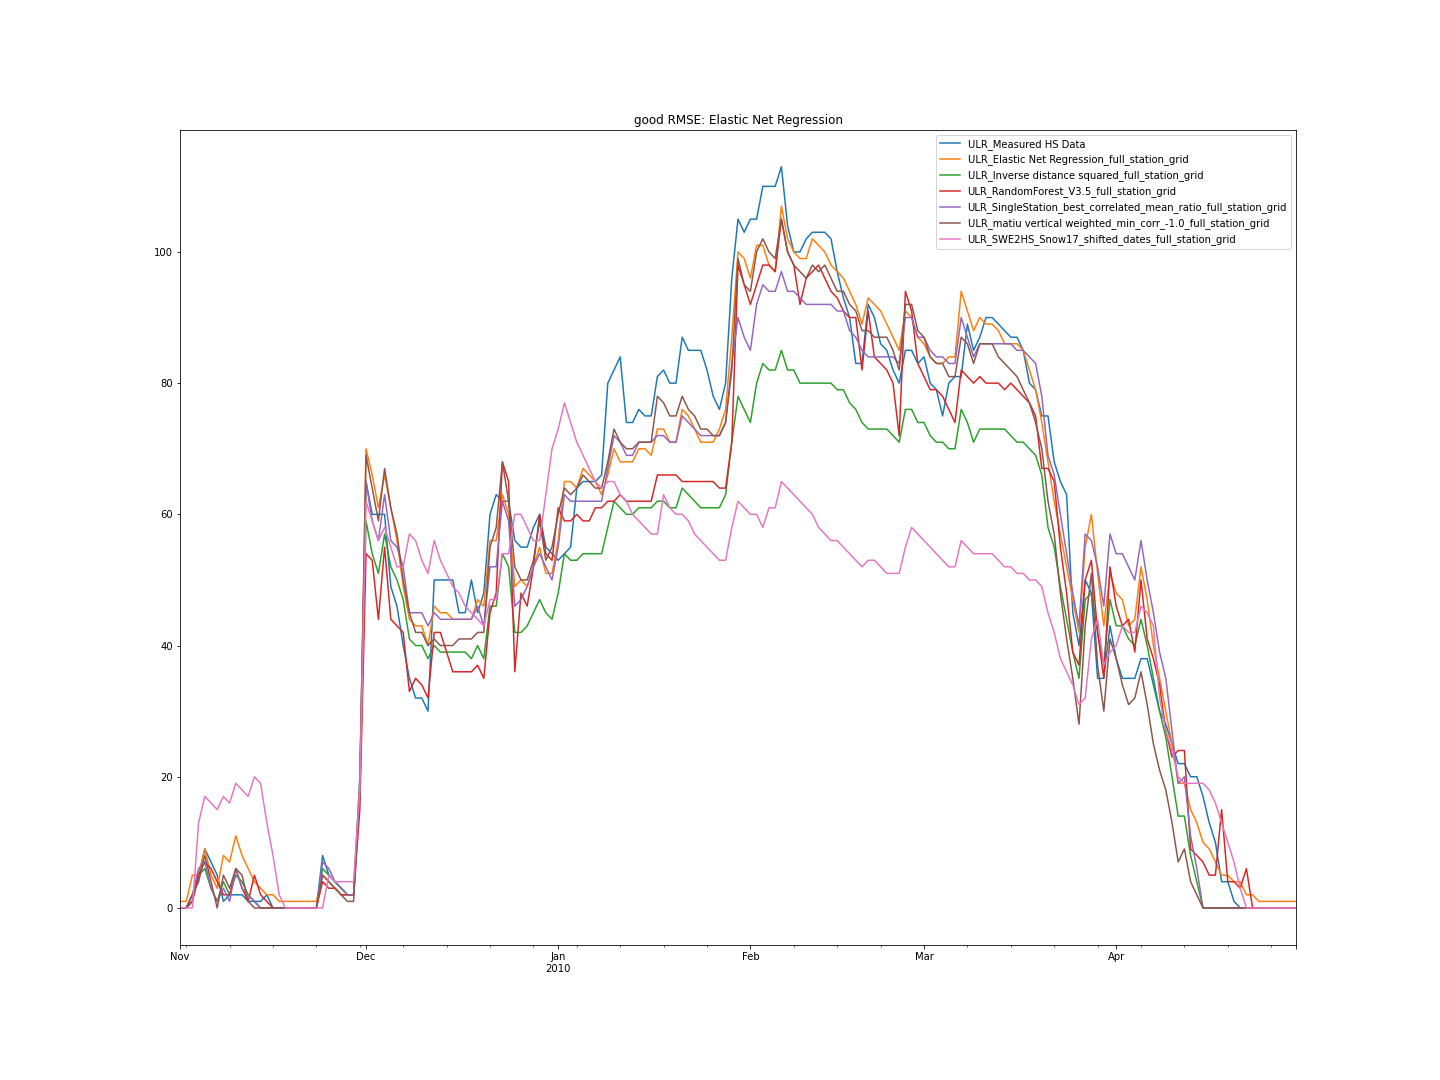 good RMSE: Elastic Net Regression
ULR_Measured HS Data
ULR_Elastic Net Regression_full_station_grid
ULR_Inverse distance squared_full_station_grid
ULR_RandomForest_V3.5_full_station_grid
ULR_SingleStation_best_correlated_mean_ratio_full_station_grid
ULR_matiu vertical weighted_min_corr_-1.0_full_station_grid
ULR_SWE2HS_Snow17_shifted_dates_full_station_grid
100
80
60
40
20
0
Nov Dec Jan Feb Mar Apr
2010